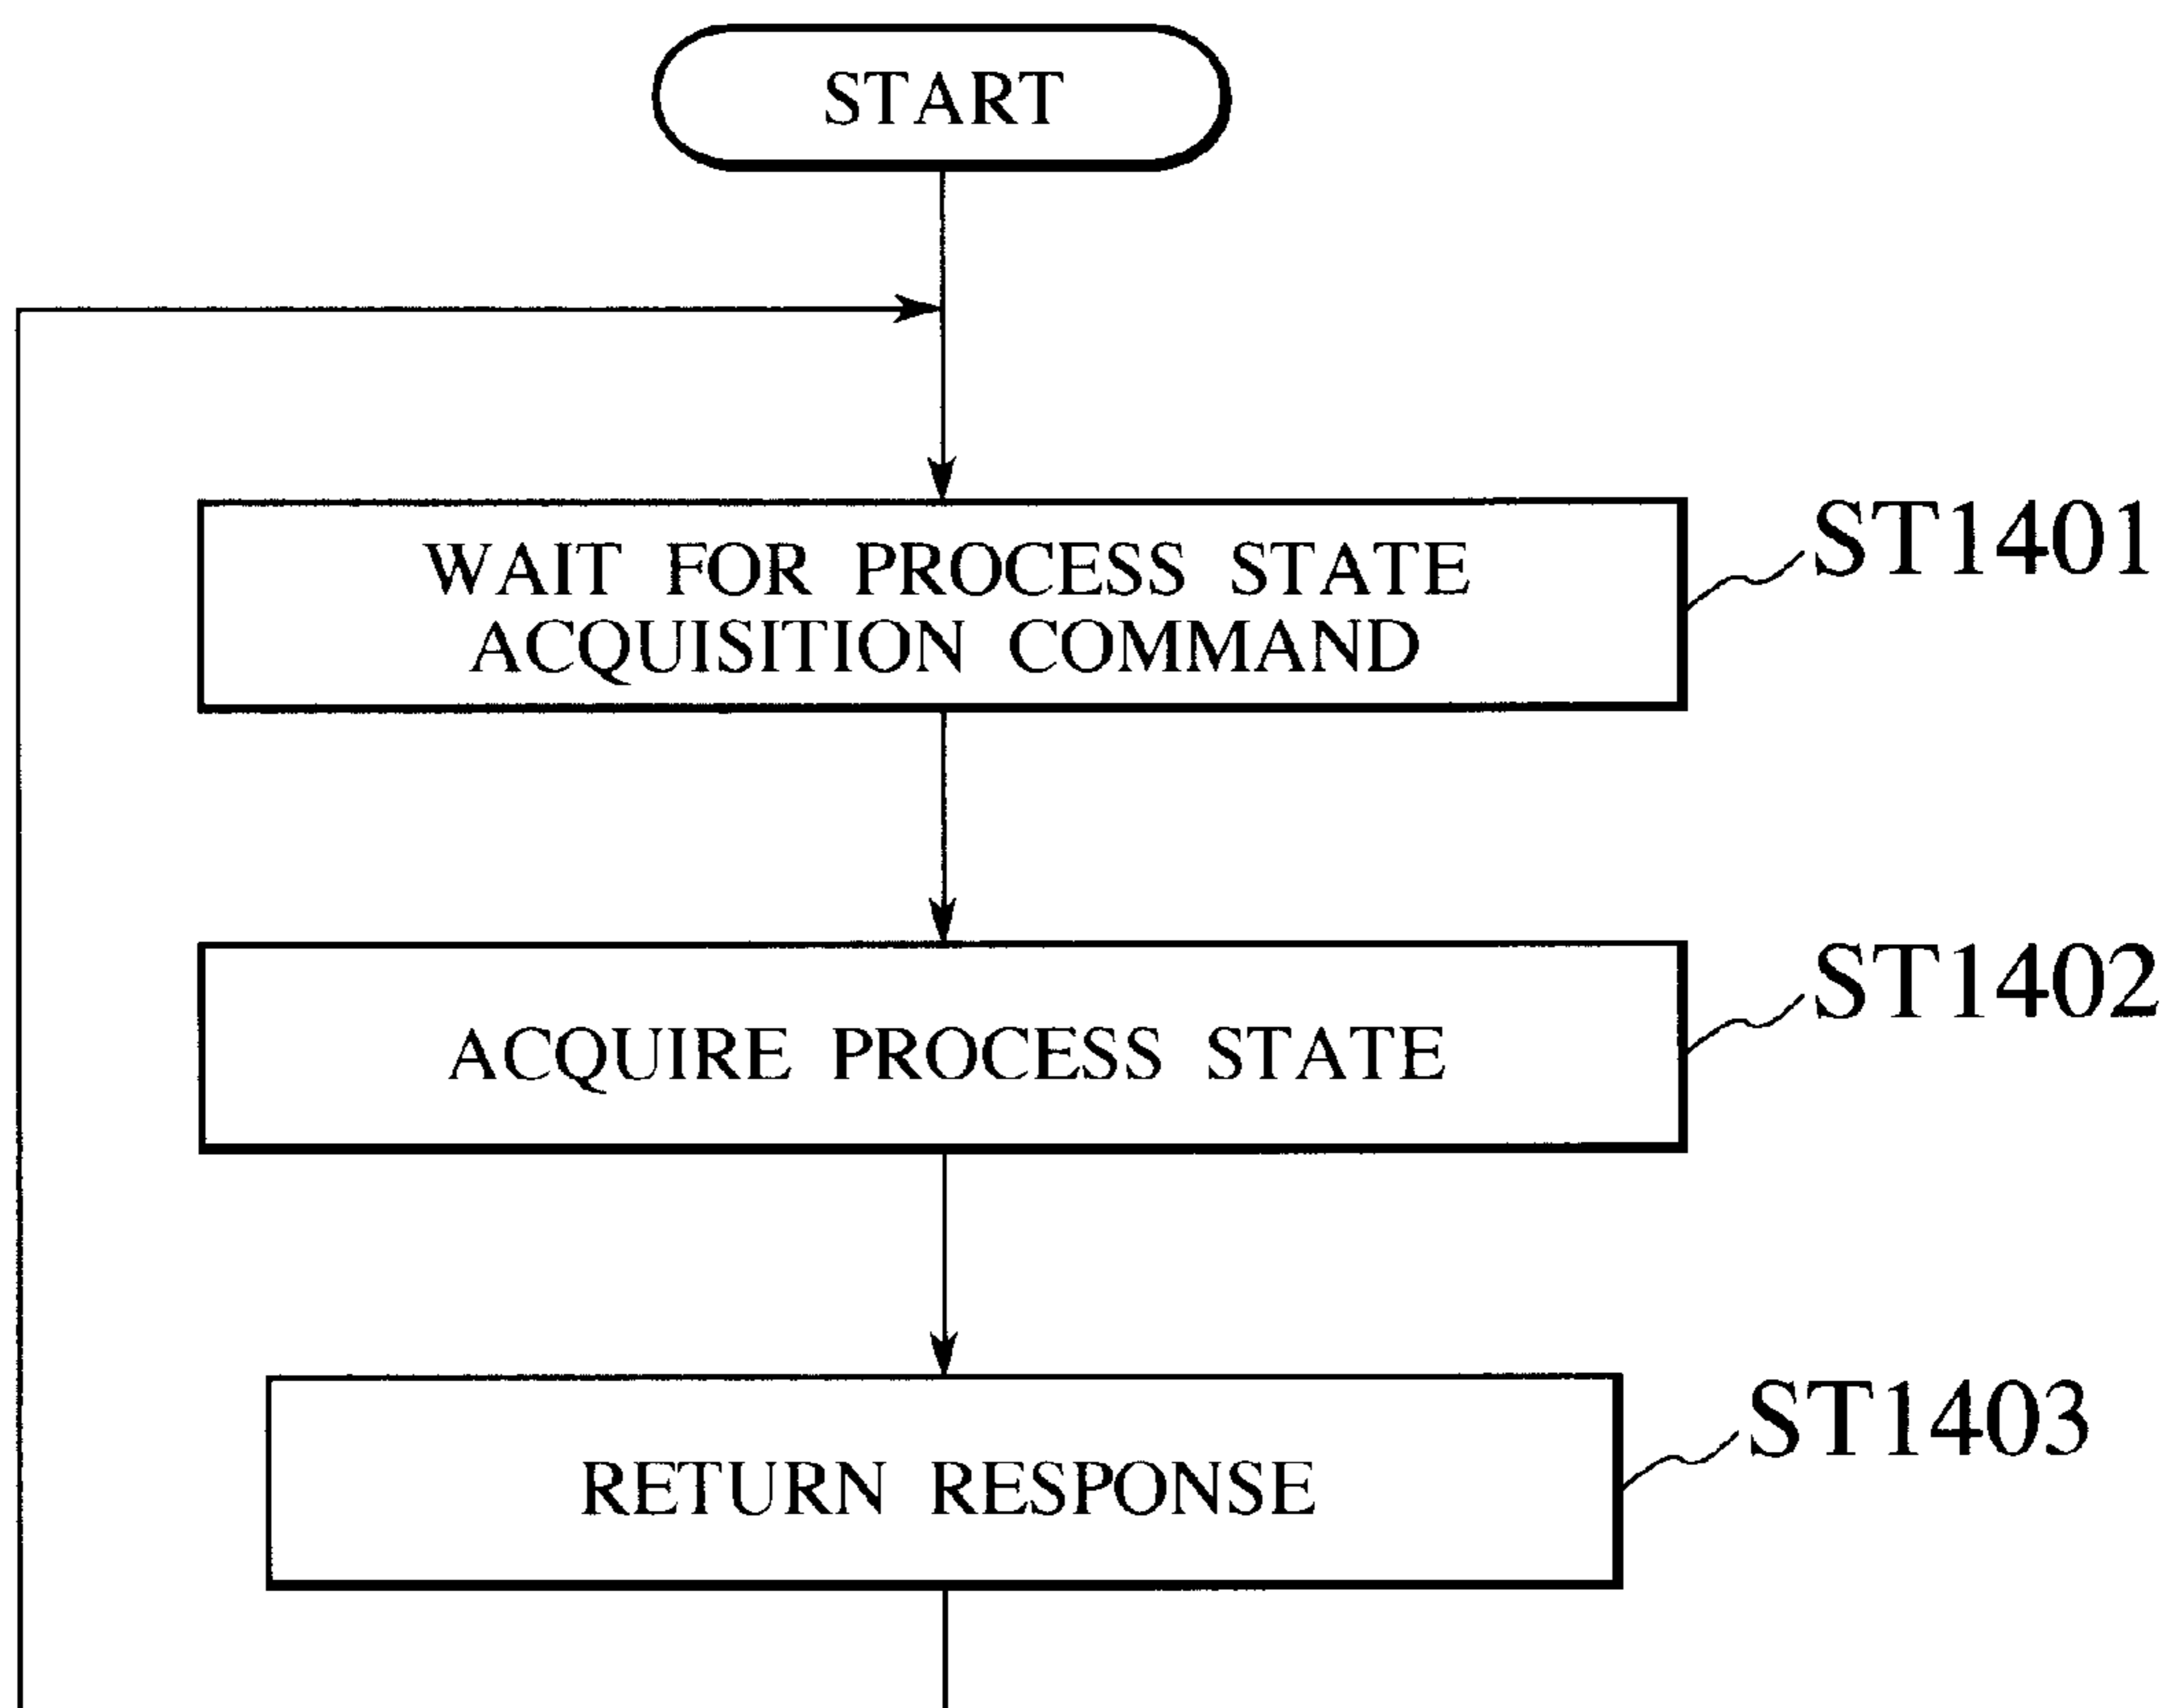 START
WAIT FOR PROCESS STATE
ACQUISITION COMMAND
ST1401
ACQUIRE PROCESS STATE
ST1402
RETURN RESPONSE
ST1403